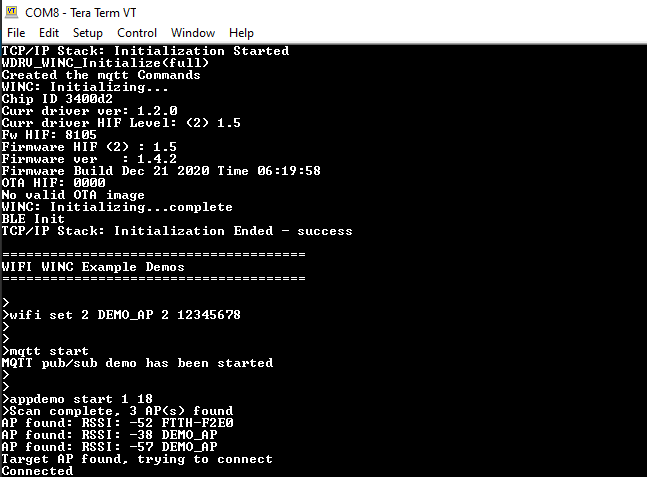 VT
COM8 - Tera Term VT
File Edit Setup Control Window Help
TCP/IP Stack: Initialization Started
WDRV_WINC_Initialize(full)
Created the mqtt Commands
WINC: Initializing...
Chip ID 3400d2
Curr driver ver: 1.2.0
Curr driver HIF Level: (2) 1.5
Fw HIF: 8105
Firmware HIF (2) : 1.5
Firmware ver   : 1.4.2
Firmware Build Dec 21 2020 Time 06:19:58
OTA HIF: 0000
No valid OTA image
WINC: Initializing...complete
BLE Init
TCP/IP Stack: Initialization Ended - success
======================================
WIFI WINC Example Demos
======================================
>
>wifi set 2 DEMO_AP 2 12345678
>
>
>mqtt start
MQTT pub/sub demo has been started
>
>
>appdemo start 1 18
>Scan complete, 3 AP(s) found
AP found: RSSI: -52 FTTH-F2E0
AP found: RSSI: -38 DEMO_AP
AP found: RSSI: -57 DEMO_AP
Target AP found, trying to connect
Connected